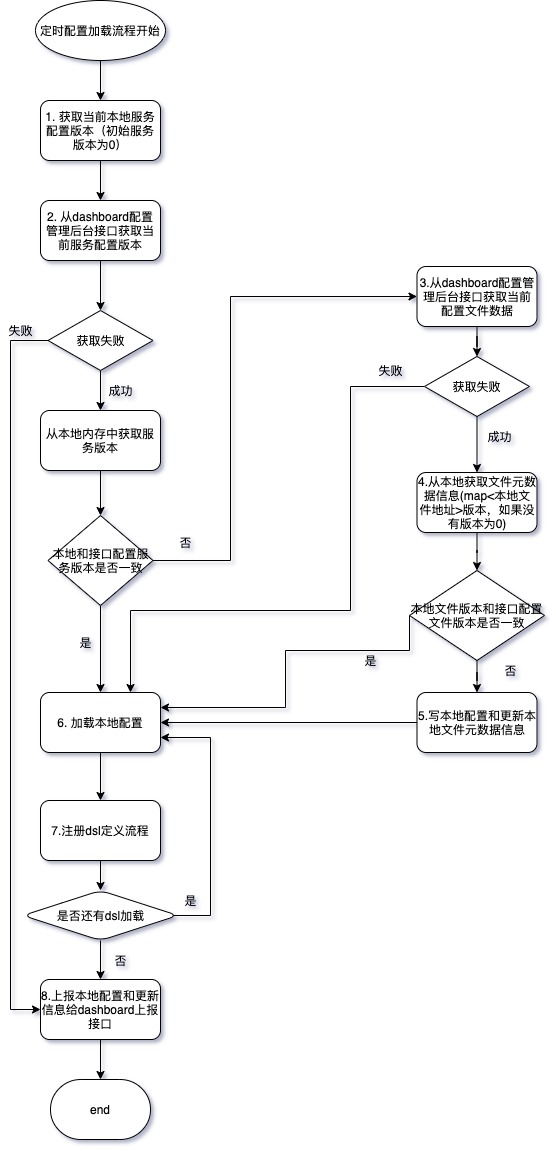 定时配置加载流程开始
1. 获取当前本地服务
配置版本（初始服务
版本为0）
2. 从dashboard配置
管理后台接口获取当
前服务配置版本
3.从dashboard配置管
理后台接口获取当前
配置文件数据
失败
获取失败
成功
失败
获取失败
成功
从本地内存中获取服
务版本
4.从本地获取文件元数
据信息(map<本地文
件地址>版本，如果没
有版本为0)
否
本地和接口配置服
务版本是否一致
是
本地文件版本和接口配置
文件版本是否一致
是
否
6. 加载本地配置
5.写本地配置和更新本
地文件元数据信息
7.注册dsl定义流程
是否还有dsl加载
是
否
8.上报本地配置和更新
信息给dashboard上报
接口
end